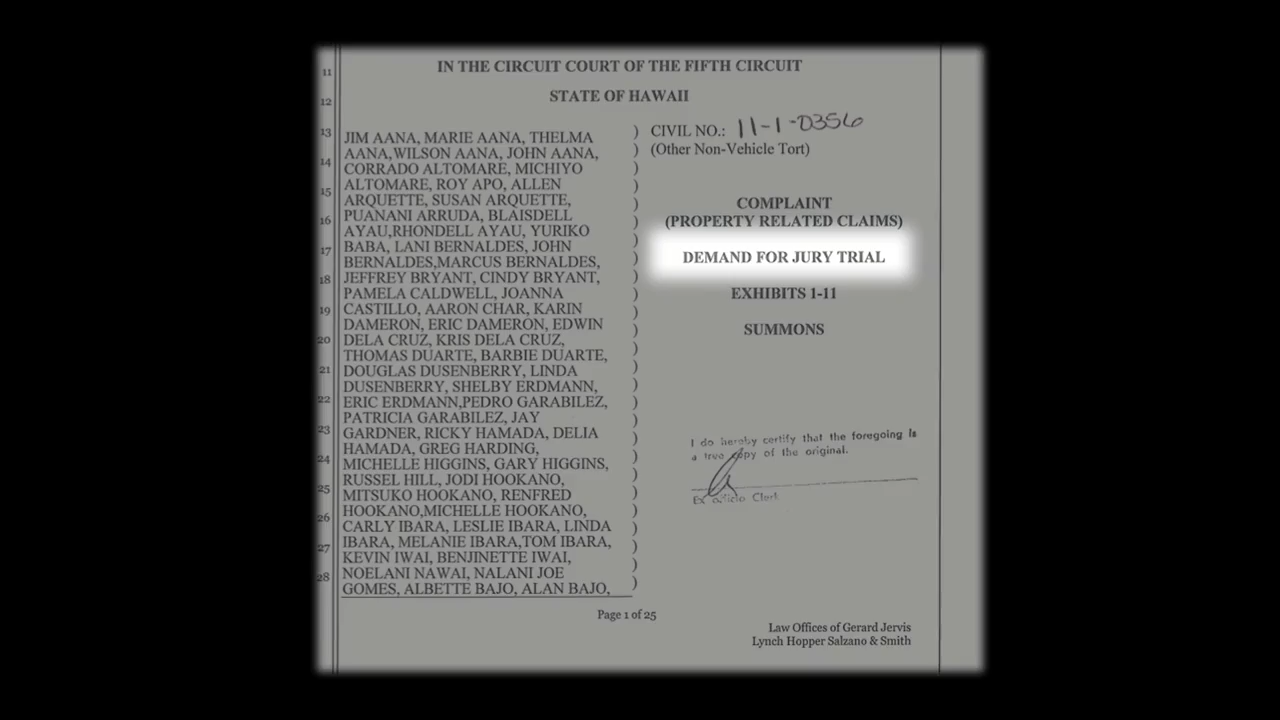 IN THE CIRCUIT COURT OF THE FIFTH CIRCUIT
STATE OF HAWAII
11
12
13
14
15
16
17
18
19
20
21
22
23
24
25
26
27
28
JIM AANA, MARIE AANA, THELMA
AANA,WILSON AANA, JOHN AANA,
CORRADO ALTOMARE, MICHIYO
ALTOMARE, ROY APO, ALLEN
ARQUETTE, SUSAN ARQUETTE,
PUANANI ARRUDA, BLAISDELL
AYAU,RHONDELL AYAU, YURIKO
BABA, LANI BERNALDES, JOHN
BERNALDES,MARCUS BERNALDES,
JEFFREY BRYANT, CINDY BRYANT,
PAMELA CALDWELL, JOANNA
CASTILLO, AARON CHAR, KARIN
DAMERON, ERIC DAMERON, EDWIN
DELA CRUZ, KRIS DELA CRUZ,
THOMAS DUARTE, BARBIE DUARTE,
DOUGLAS DUSENBERRY, LINDA
DUSENBERRY, SHELBY ERDMANN,
ERIC ERDMANN,PEDRO GARABILEZ,
PATRICIA GARABILEZ, JAY
GARDNER, RICKY HAMADA, DELIA
HAMADA, GREG HARDING,
MICHELLE HIGGINS, GARY HIGGINS,
RUSSEL HILL, JODI HOOKANO,
MITSUKO HOOKANO, RENFRED
HOOKANO,MICHELLE HOOKANO,
CARLY IBARA, LESLIE IBARA, LINDA
IBARA, MELANIE IBARA,TOM IBARA,
KEVIN IWAI, BENJINETTE IWAI,
NOELANI NAWAI, NALANI JOE
GOMES, ALBETTE BAJO, ALAN BAJO,
CIVIL NO.: 11-1-0356
(Other Non-Vehicle Tort)
COMPLAINT
(PROPERTY RELATED CLAIMS)
DEMAND FOR JURY TRIAL
EXHIBITS 1-11
SUMMONS
I do hereby certify that the foregoing is
a true copy of the original.
Ex officio Clerk
Page 1 of 25
Law Offices of Gerard Jervis
Lynch Hopper Salzano & Smith